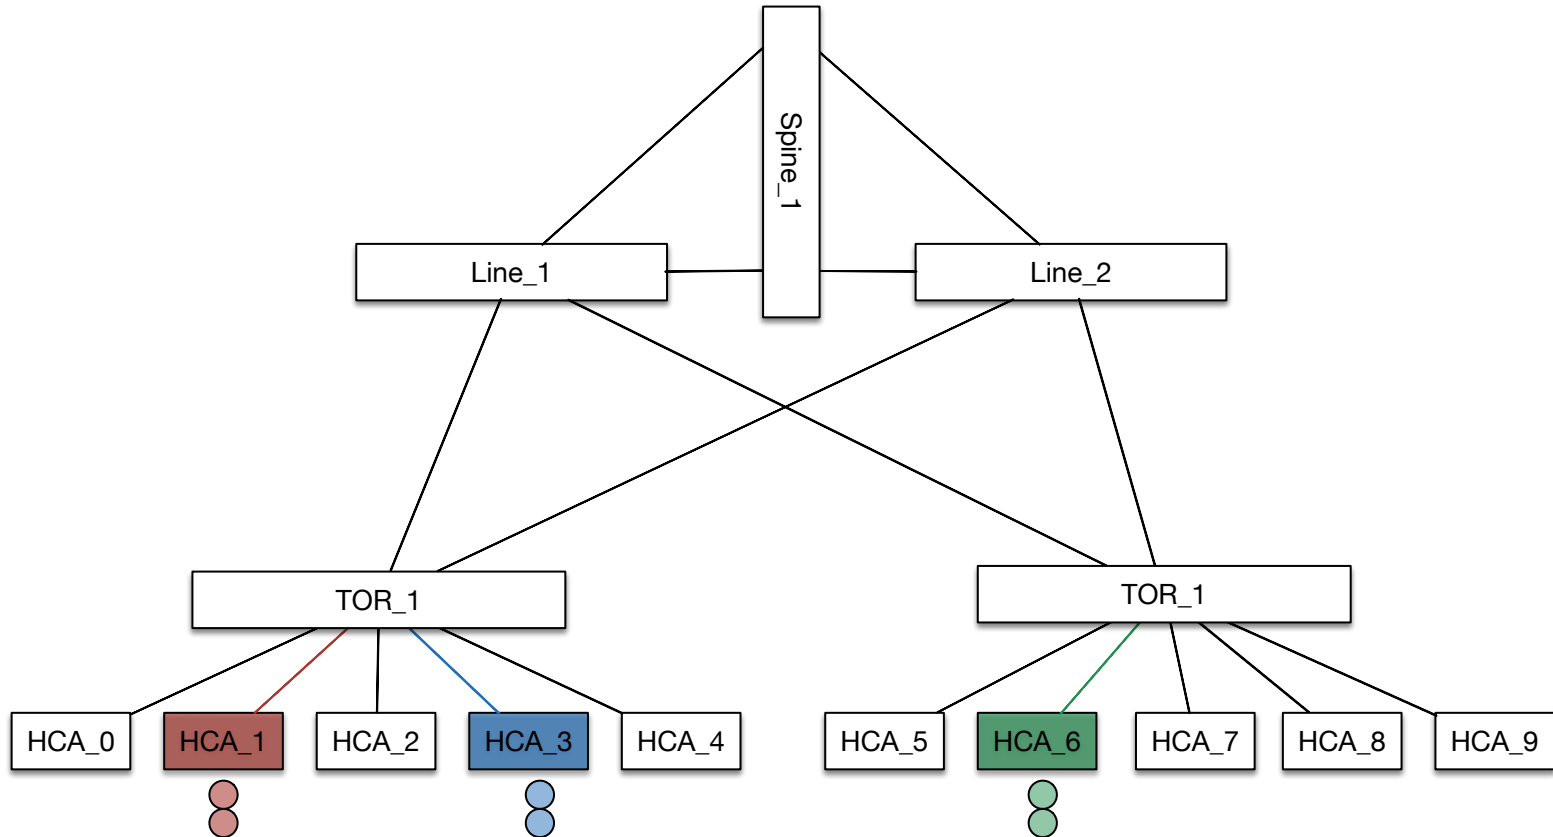 Spine_1
Line_1
Line_2
TOR_1
TOR_1
HCA_0
HCA_1
HCA_2
HCA_3
HCA_4
HCA_5
HCA_6
HCA_7
HCA_8
HCA_9